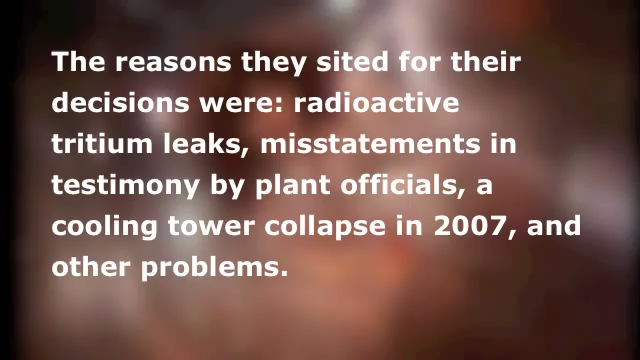 The reasons they sited for their
decisions were: radioactive
tritium leaks, misstatements in
testimony by plant officials, a
cooling tower collapse in 2007, and
other problems.